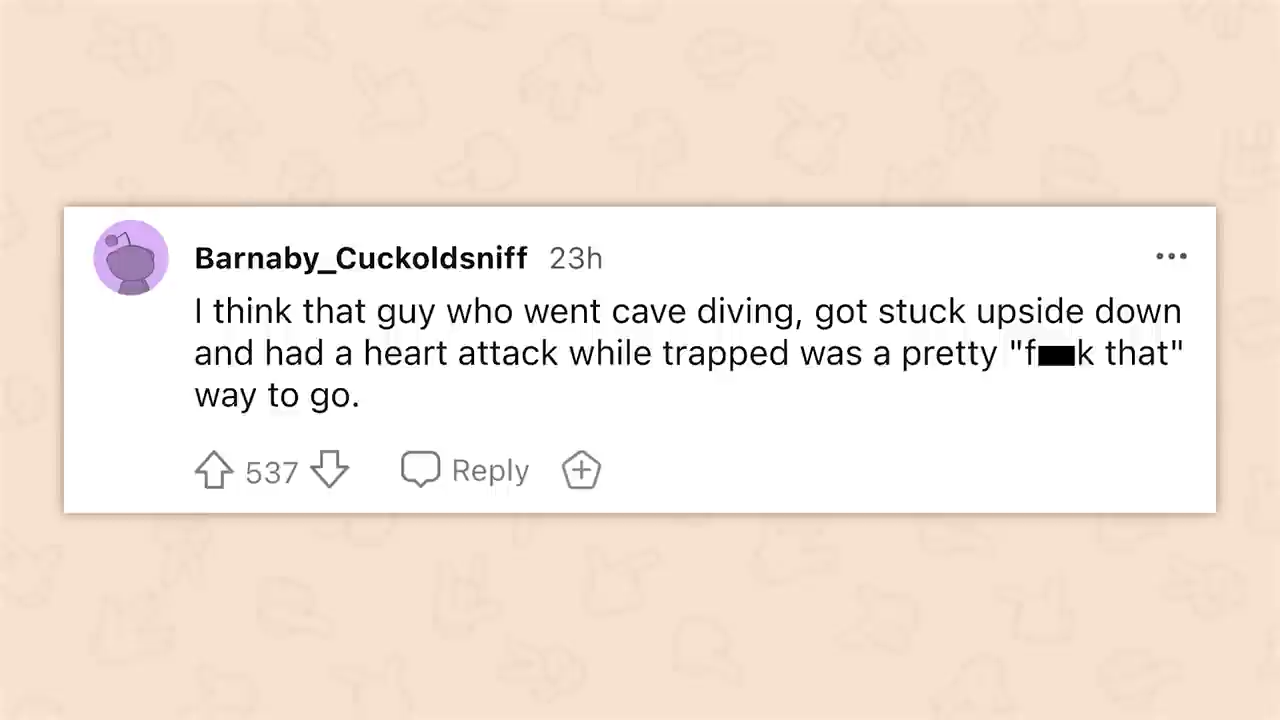 Barnaby_Cuckoldsniff 23h
I think that guy who went cave diving, got stuck upside down
and had a heart attack while trapped was a pretty "f██k that"
way to go.
537 Reply